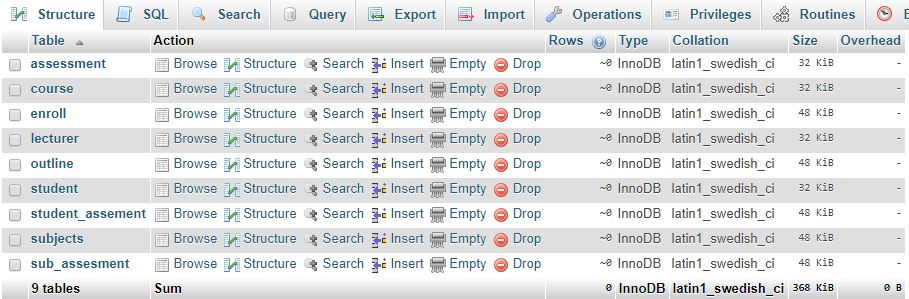 Structure SQL Search Query Export Import Operations Privileges Routines E
Table Action Rows Type Collation Size Overhead
assessment Browse Structure Search Insert Empty Drop ~0 InnoDB latin1_swedish_ci 32 KiB -
course Browse Structure Search Insert Empty Drop ~0 InnoDB latin1_swedish_ci 32 KiB -
enroll Browse Structure Search Insert Empty Drop ~0 InnoDB latin1_swedish_ci 48 KiB -
lecturer Browse Structure Search Insert Empty Drop ~0 InnoDB latin1_swedish_ci 32 KiB -
outline Browse Structure Search Insert Empty Drop ~0 InnoDB latin1_swedish_ci 48 KiB -
student Browse Structure Search Insert Empty Drop ~0 InnoDB latin1_swedish_ci 32 KiB -
student_assement Browse Structure Search Insert Empty Drop ~0 InnoDB latin1_swedish_ci 48 KiB -
subjects Browse Structure Search Insert Empty Drop ~0 InnoDB latin1_swedish_ci 48 KiB -
sub_assesment Browse Structure Search Insert Empty Drop ~0 InnoDB latin1_swedish_ci 48 KiB -
9 tables Sum 0 InnoDB latin1_swedish_ci 368 KiB 0 B